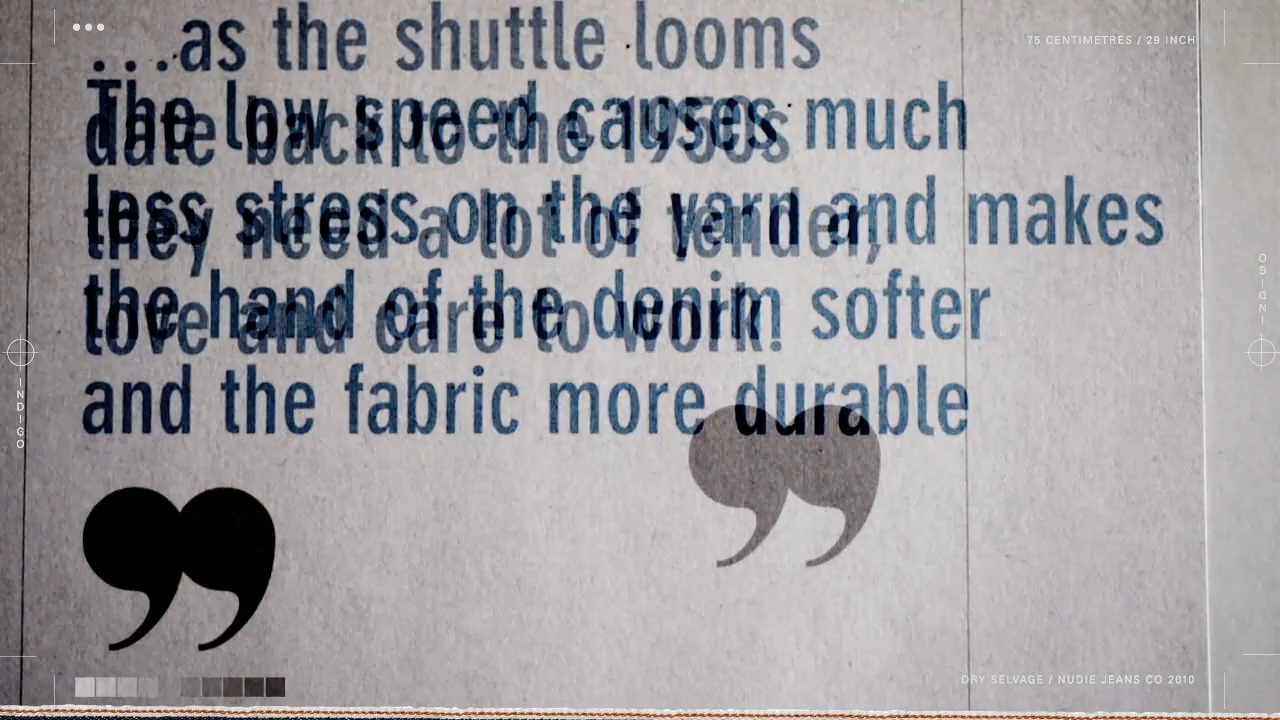 75 CENTIMETRES / 29 INCH
...as the shuttle looms
date back to the 1950s
they need a lot of tender,
love and care to work!
The low speed causes much
less stress on the yarn and makes
the hand of the denim softer
and the fabric more durable
”
”
INDIGO
INDIGO
DRY SELVAGE / NUDIE JEANS CO 2010